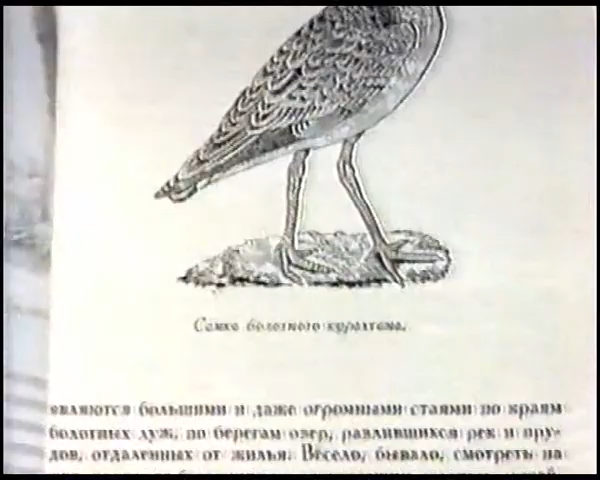 Самка болотного курахтана.
являются большими и даже огромными стаями по краям
болотных луж, по берегам озер, разлившихся рек и пру-
дов, отдаленных от жилья. Весело, бывало, смотреть на